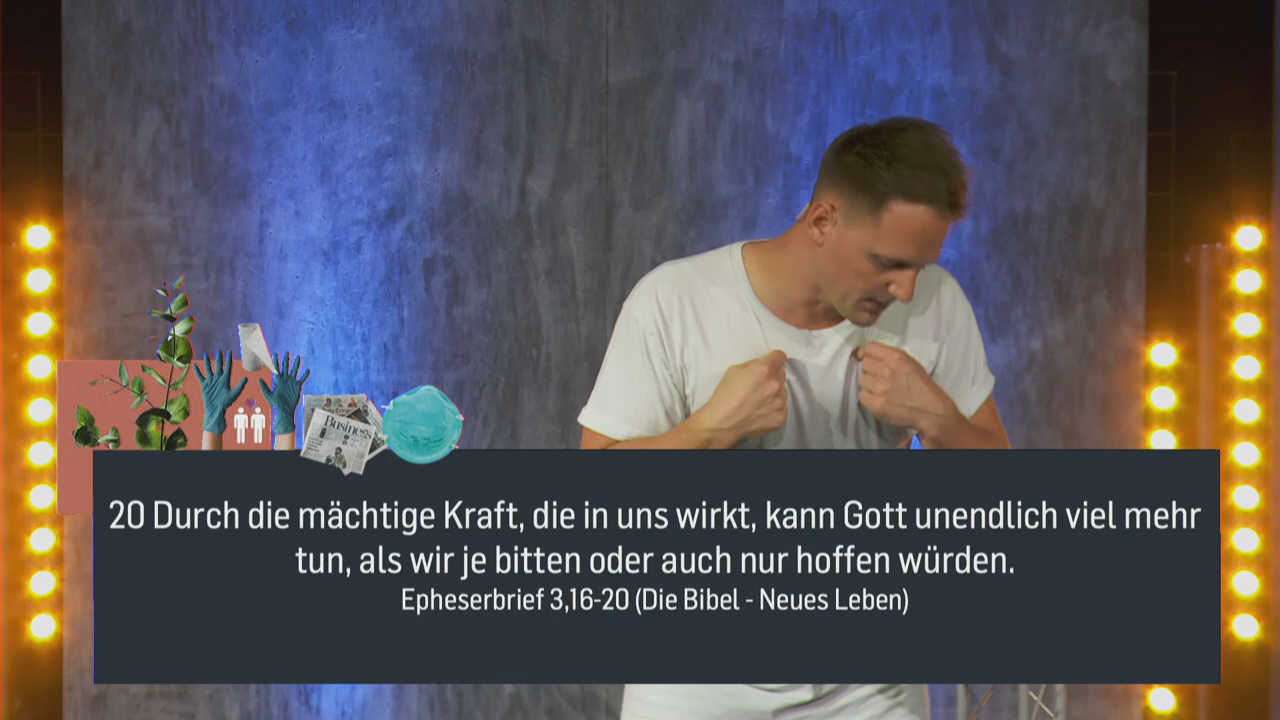 Business
20 Durch die mächtige Kraft, die in uns wirkt, kann Gott unendlich viel mehr
tun, als wir je bitten oder auch nur hoffen würden.
Epheserbrief 3,16-20 (Die Bibel - Neues Leben)